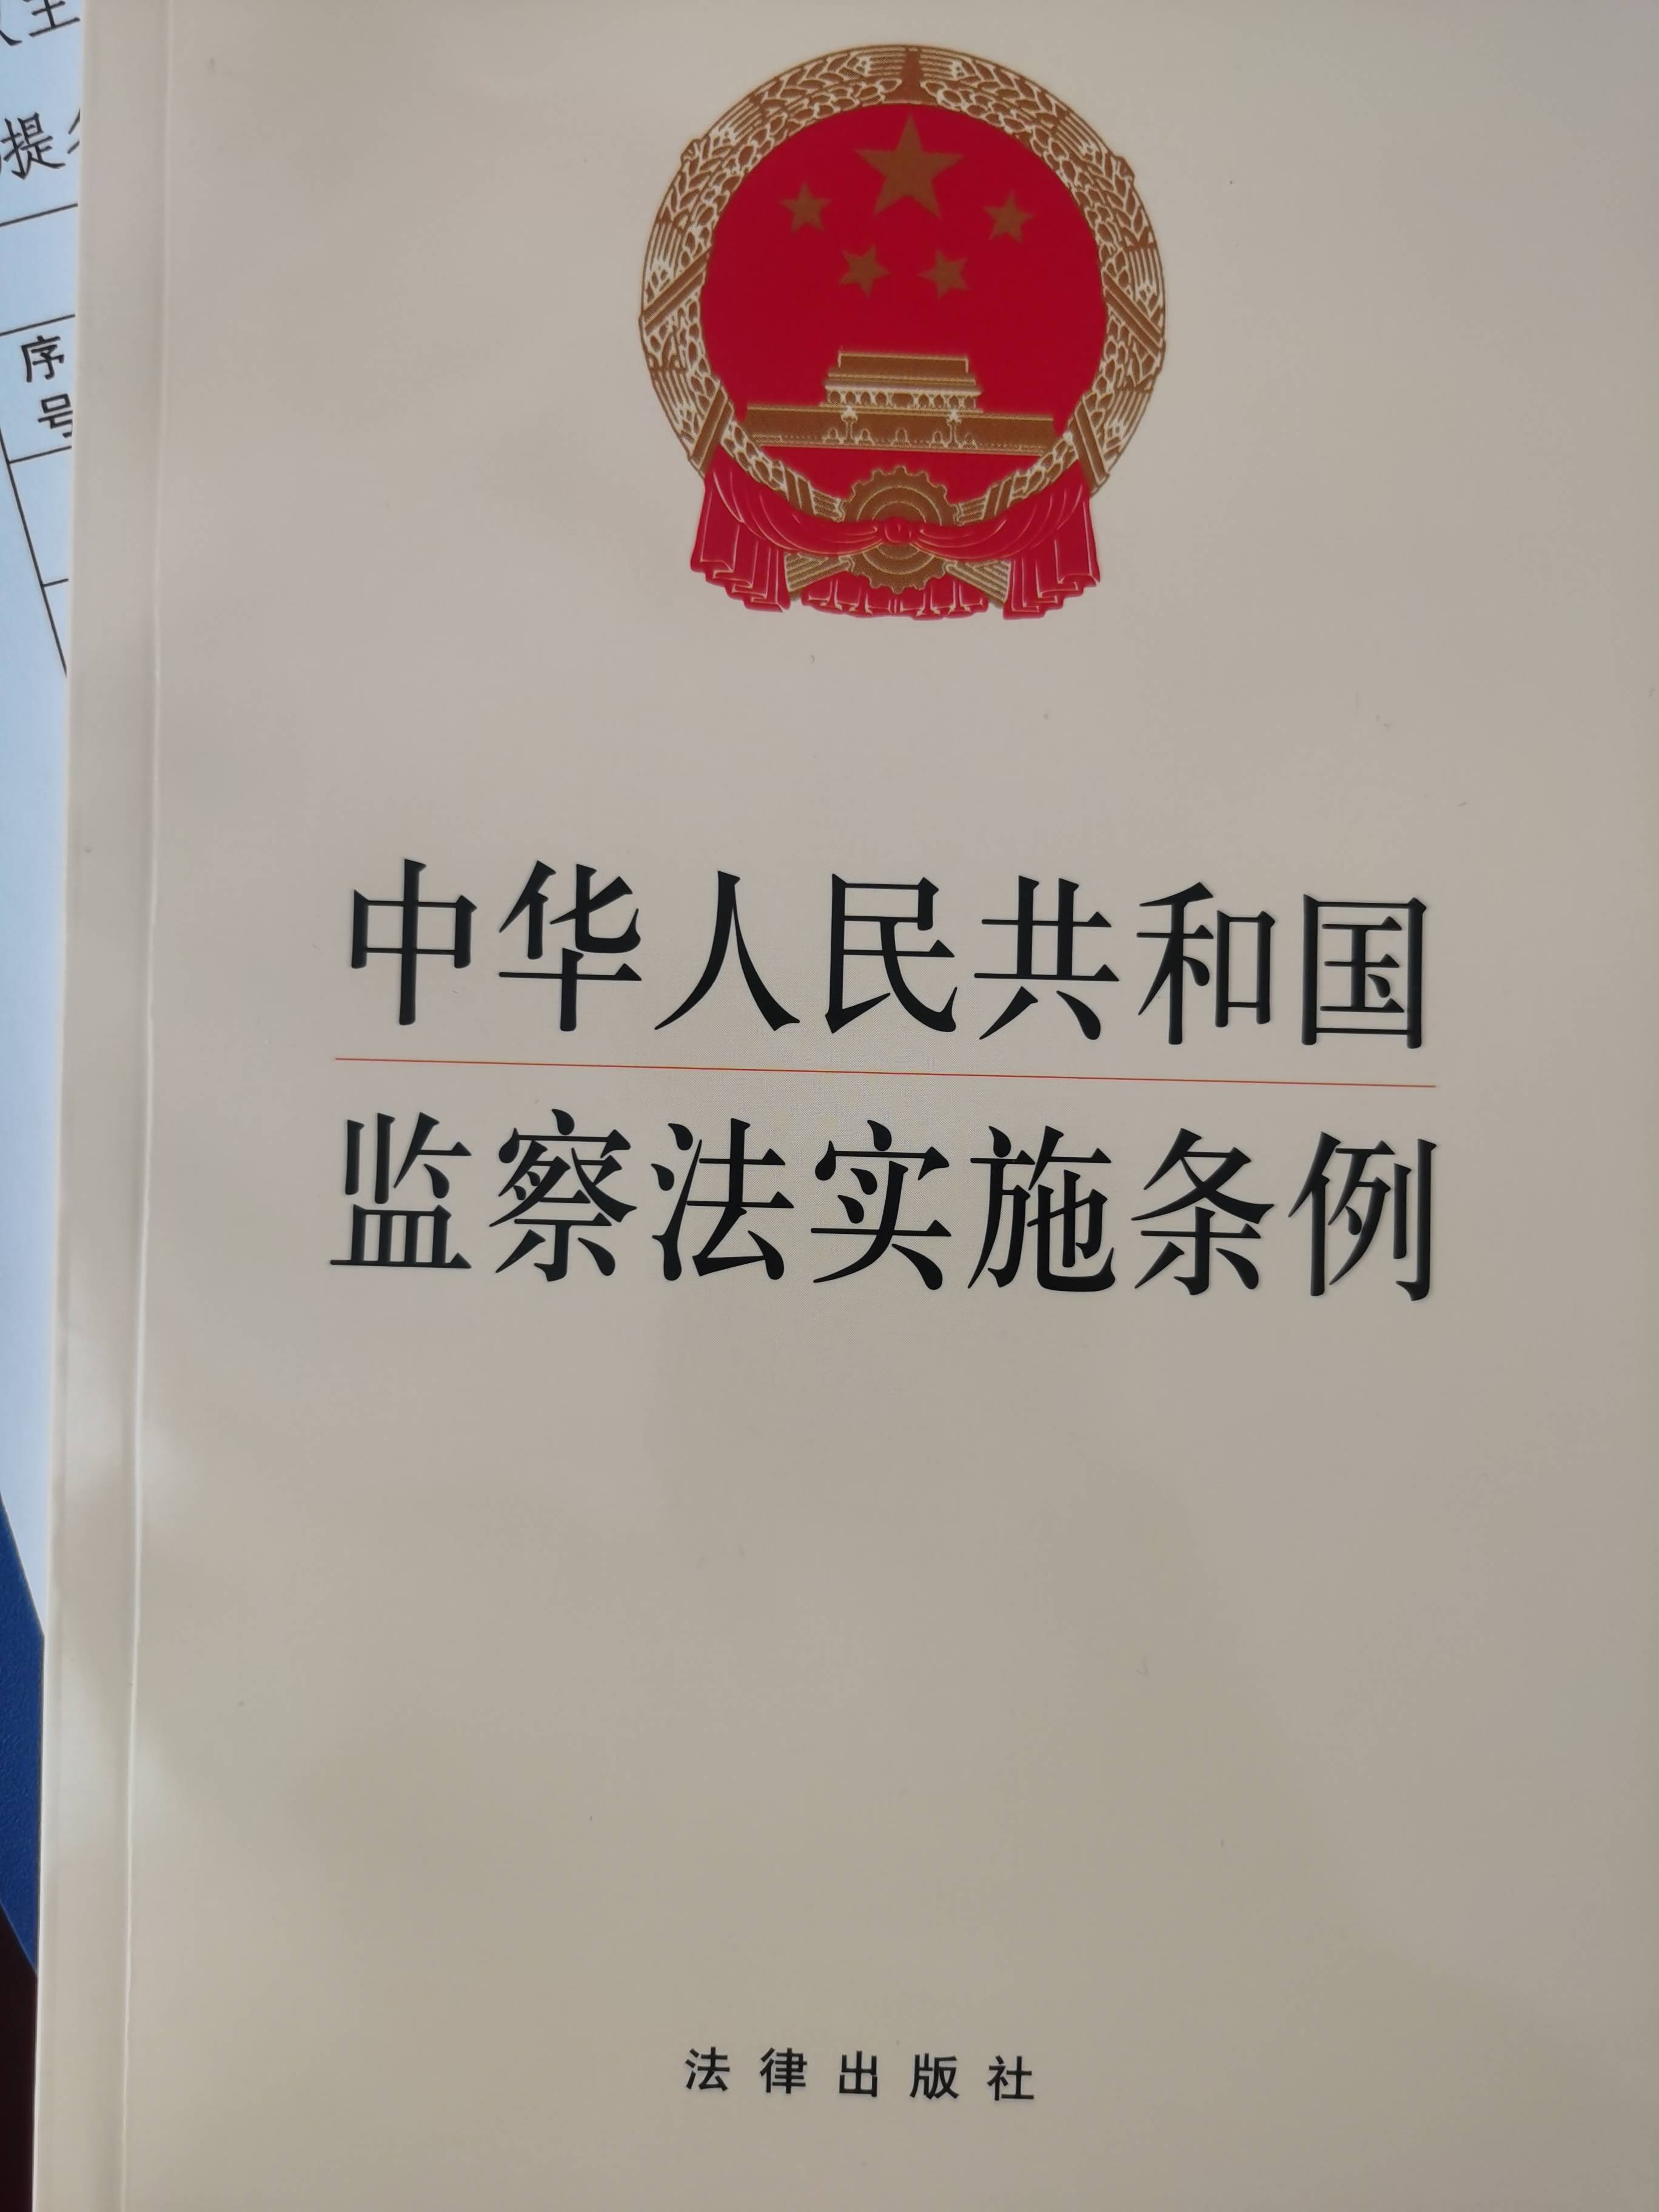 提
序
号
中华人民共和国
监察法实施条例
法律出版社